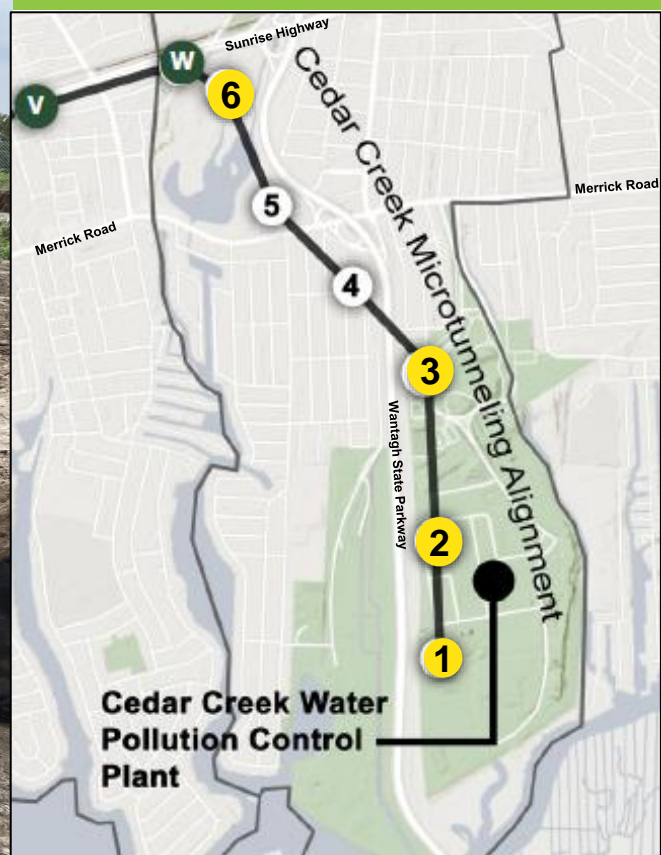 Sunrise Highway
W
V
6
Cedar Creek Microtunneling Alignment
5
Merrick Road
Merrick Road
4
3
Wantagh State Parkway
2
1
Cedar Creek Water
Pollution Control
Plant